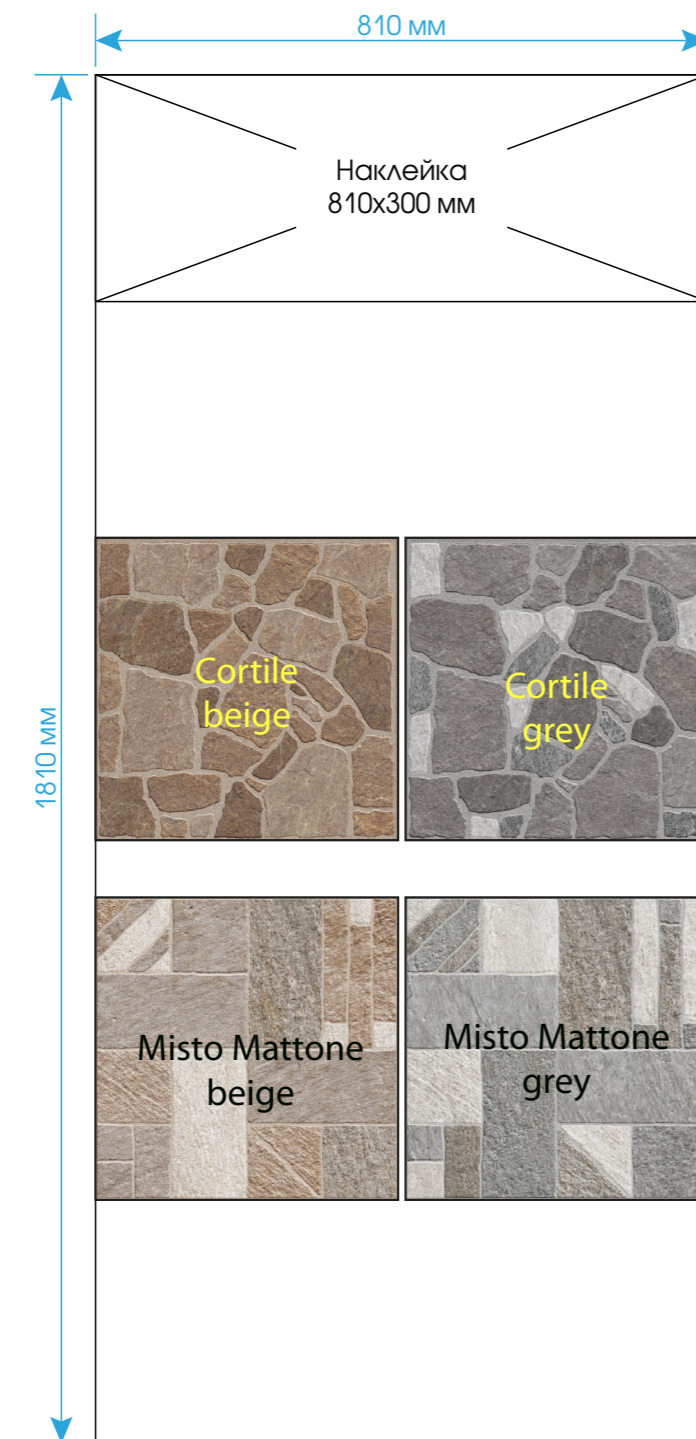 810 мм
Наклейка
810х300 мм
1810 мм
Cortile
beige
Cortile
grey
Misto Mattone
beige
Misto Mattone
grey